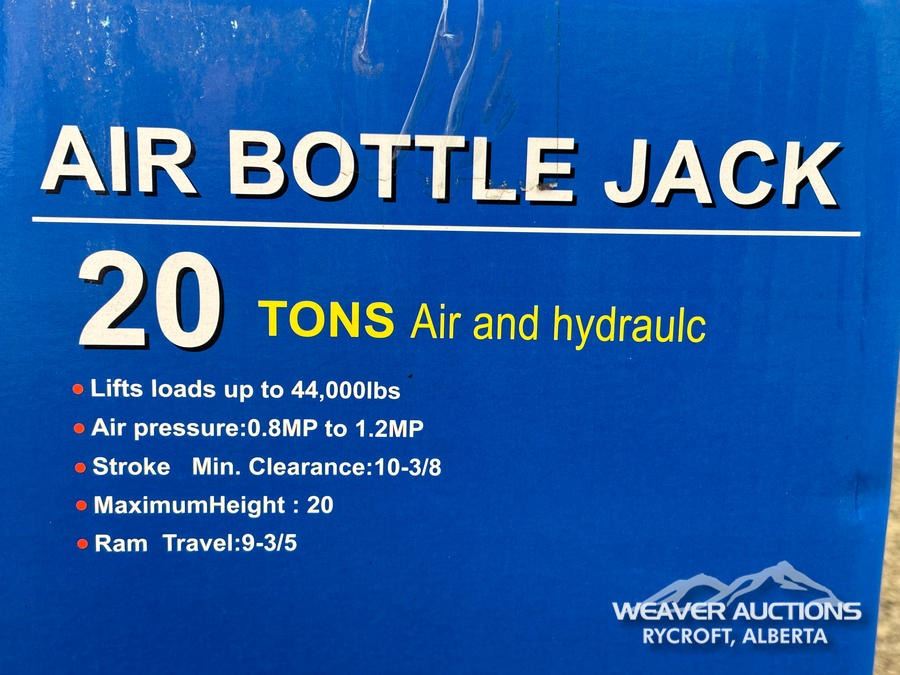 AIR BOTTLE JACK
20 TONS Air and hydraulc
Lifts loads up to 44,000lbs
Air pressure:0.8MP to 1.2MP
Stroke Min. Clearance:10-3/8
MaximumHeight : 20
Ram Travel:9-3/5
WEAVER AUCTIONS
RYCROFT, ALBERTA